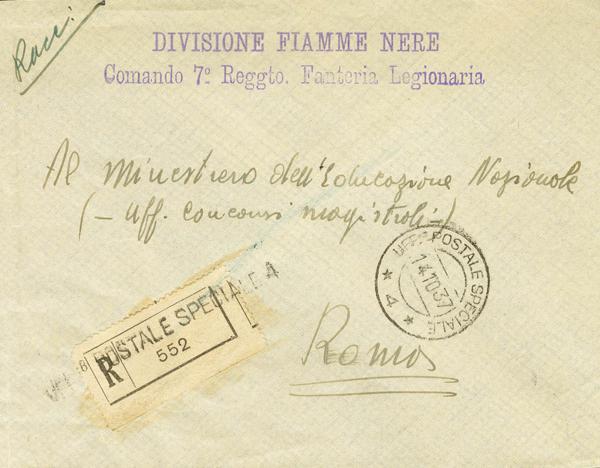 Racc.
DIVISIONE FIAMME NERE
Comando 7º Reggto. Fanteria Legionaria
Al Ministero dell'Educazione Nazionale
(- Uff. Concorsi magistrali -)
UFF. POSTALE SPECIALE
14.10.37
* 4 *
POSTALE SPECIALE 4
R
552
Roma